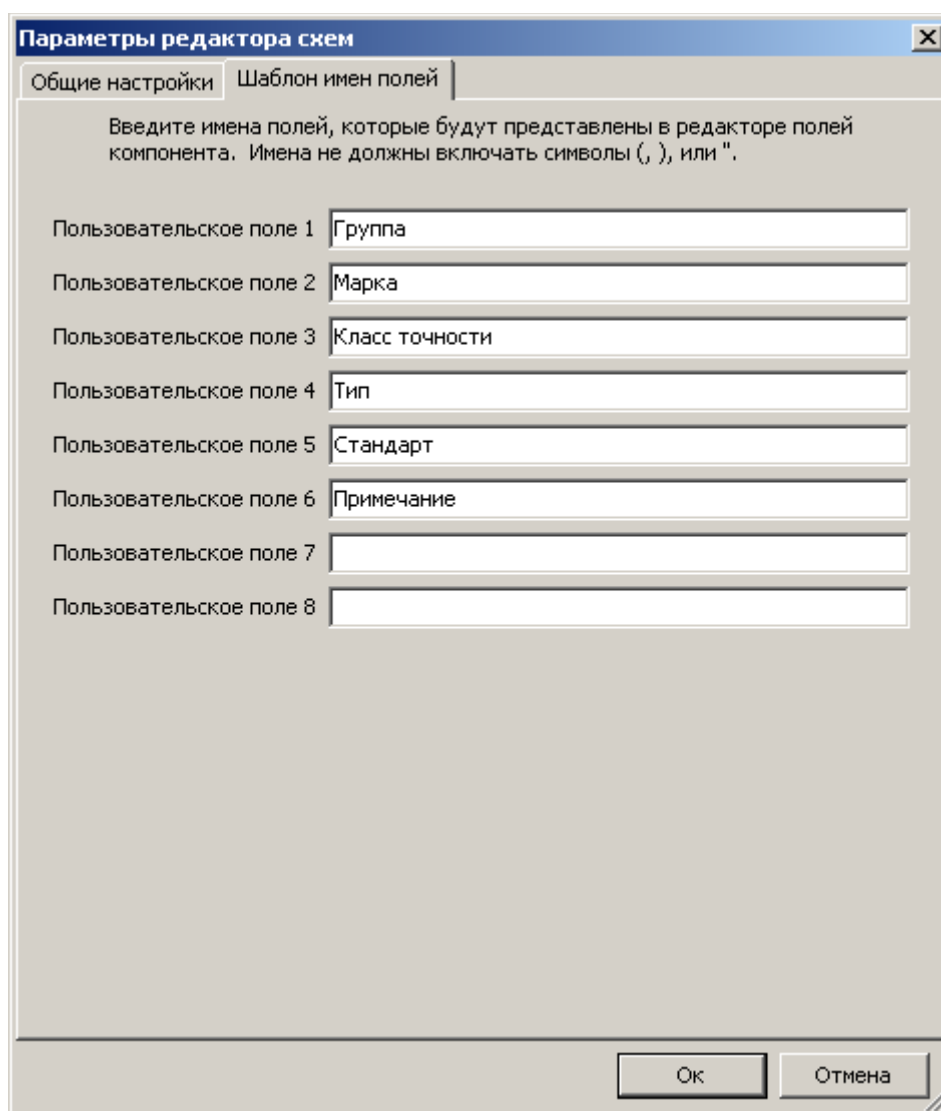 Параметры редактора схем
Общие настройки Шаблон имен полей
Введите имена полей, которые будут представлены в редакторе полей
компонента. Имена не должны включать символы (, ), или ".
Пользовательское поле 1 Группа
Пользовательское поле 2 Марка
Пользовательское поле 3 Класс точности
Пользовательское поле 4 Тип
Пользовательское поле 5 Стандарт
Пользовательское поле 6 Примечание
Пользовательское поле 7
Пользовательское поле 8
Ок Отмена